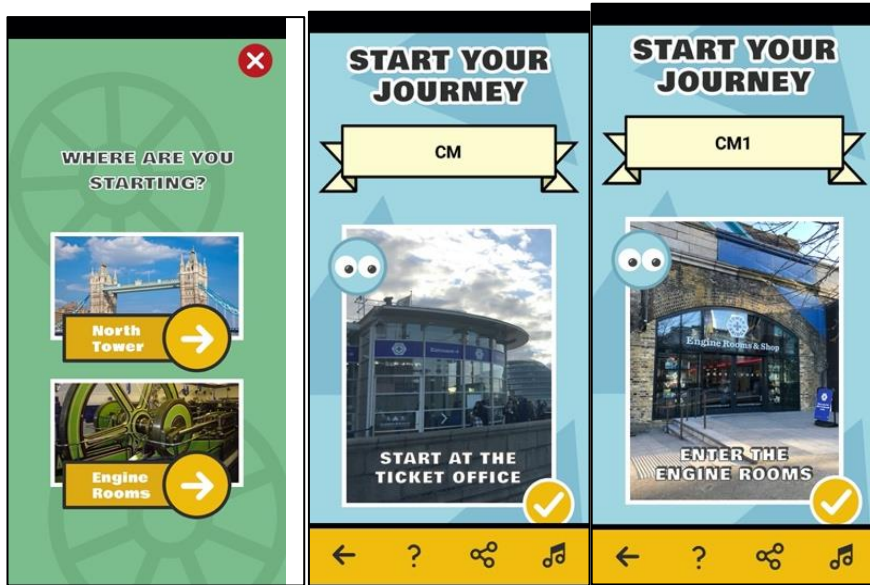 WHERE ARE YOU
STARTING?
North
Tower
Engine
Rooms
START YOUR
JOURNEY
CM
START AT THE
TICKET OFFICE
?
START YOUR
JOURNEY
CM1
Engine Rooms & Shop
ENTER THE
ENGINE ROOMS
?